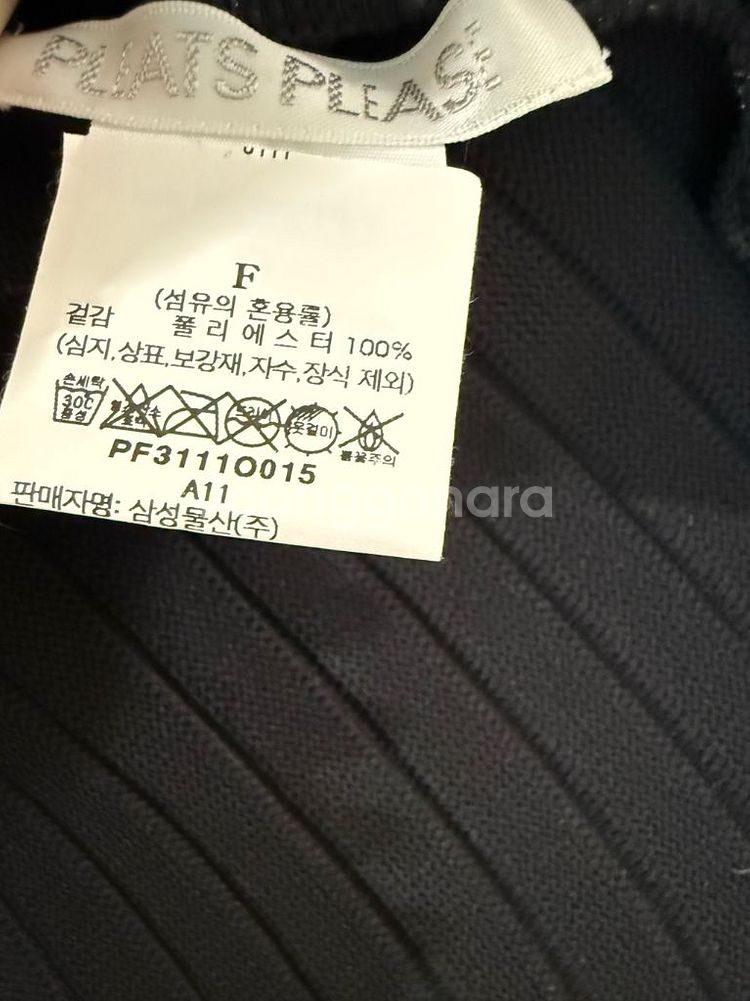 PLEATS PLEASE
F
(섬유의 혼용률)
겉감 폴 리 에 스 터 100%
(심지,상표,보강재,자수,장식 제외)
손세탁
30C
중성
드라이
옷걸이
불꽃주의
PF3111O015
A11
판매자명: 삼성물산(주)